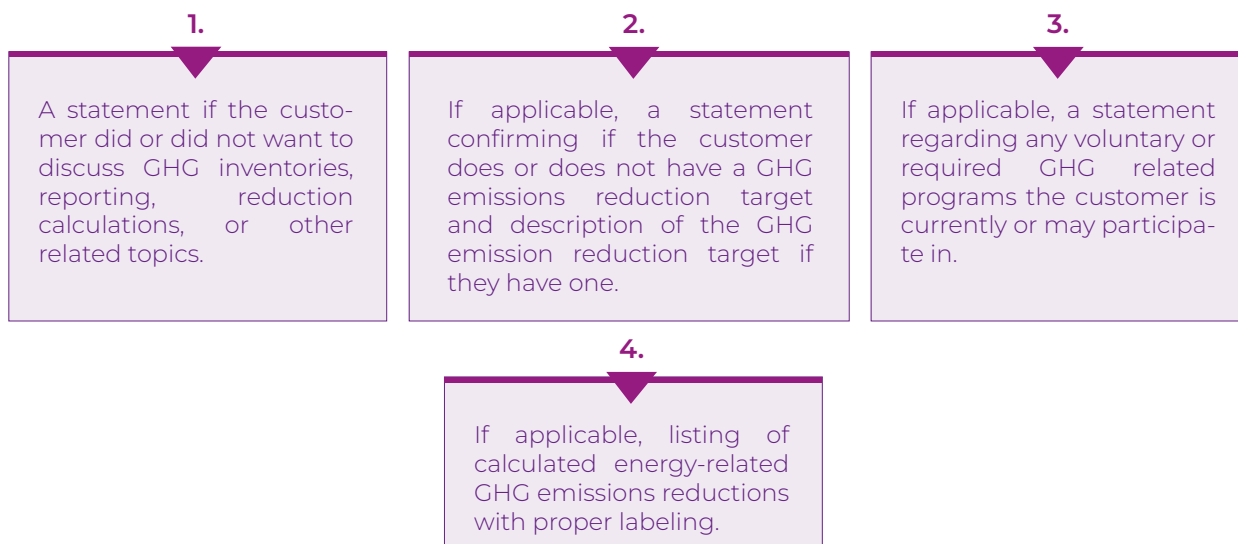 1.
A statement if the custo-
mer did or did not want to
discuss GHG inventories,
reporting, reduction
calculations, or other
related topics.
2.
If applicable, a statement
confirming if the customer
does or does not have a GHG
emissions reduction target
and description of the GHG
emission reduction target if
they have one.
3.
If applicable, a statement
regarding any voluntary or
required GHG related
programs the customer is
currently or may participa-
te in.
4.
If applicable, listing of
calculated energy-related
GHG emissions reductions
with proper labeling.